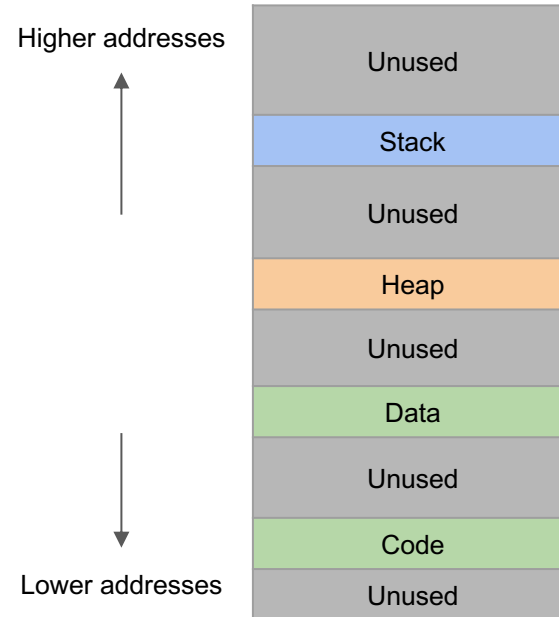 Higher addresses
Unused
Stack
Unused
Heap
Unused
Data
Unused
Code
Lower addresses
Unused